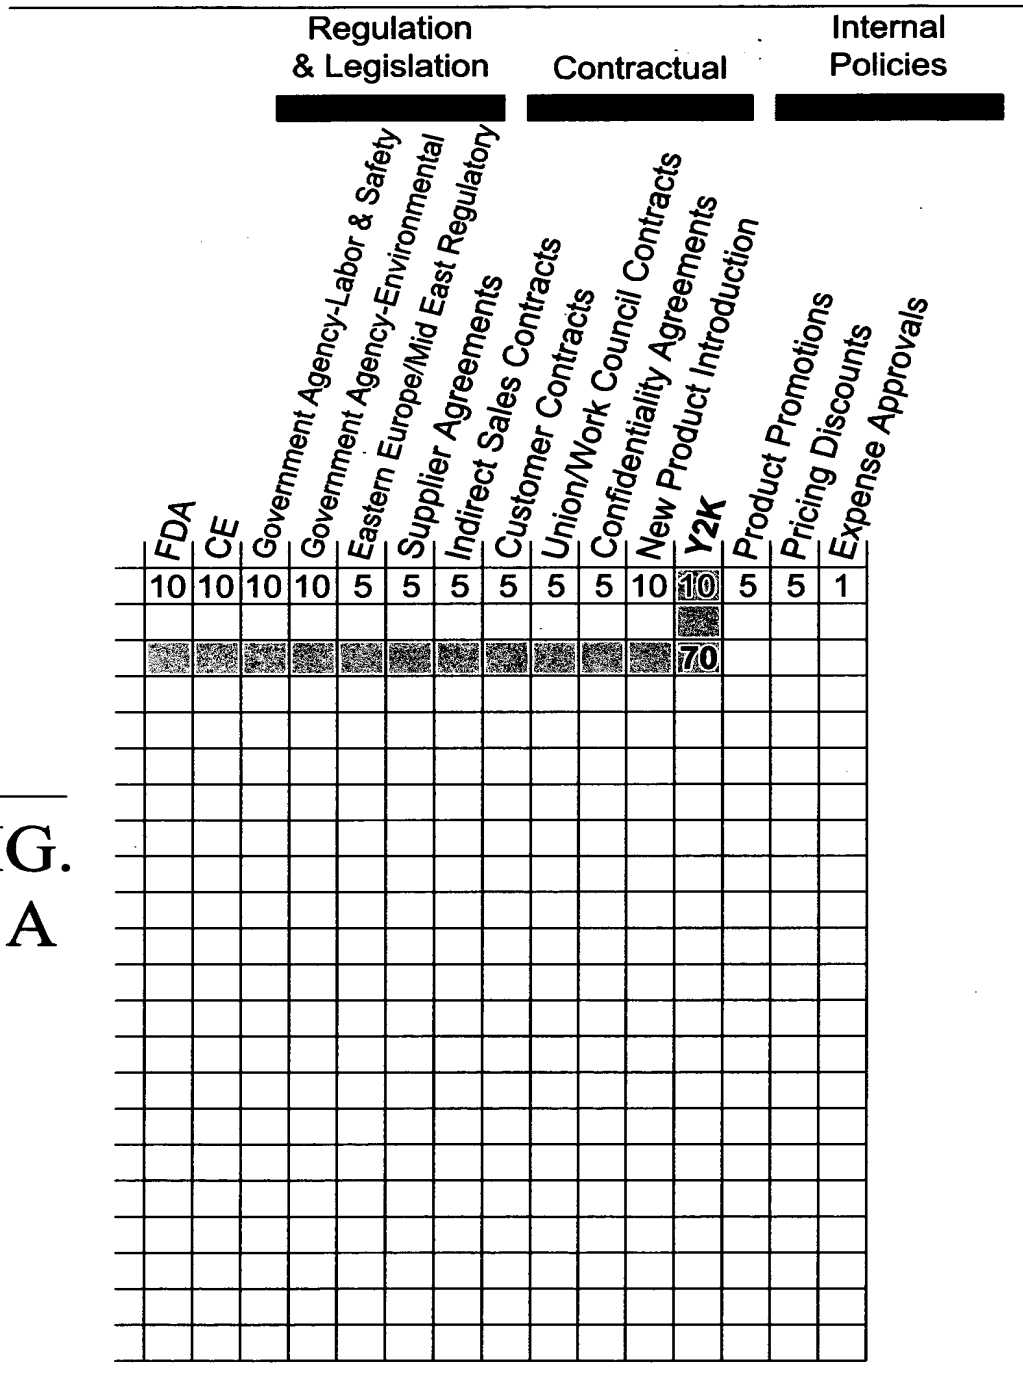 Regulation
& Legislation
Contractual
Internal
Policies
FDA
CE
Government Agency-Labor & Safety
Government Agency-Environmental
Eastern Europe/Mid East Regulatory
Supplier Agreements
Indirect Sales Contracts
Customer Contracts
Union/Work Council Contracts
Confidentiality Agreements
New Product Introduction
Y2K
Product Promotions
Pricing Discounts
Expense Approvals
10 10 10 10 5 5 5 5 5 5 10 10 5 5 1
70
G.
A